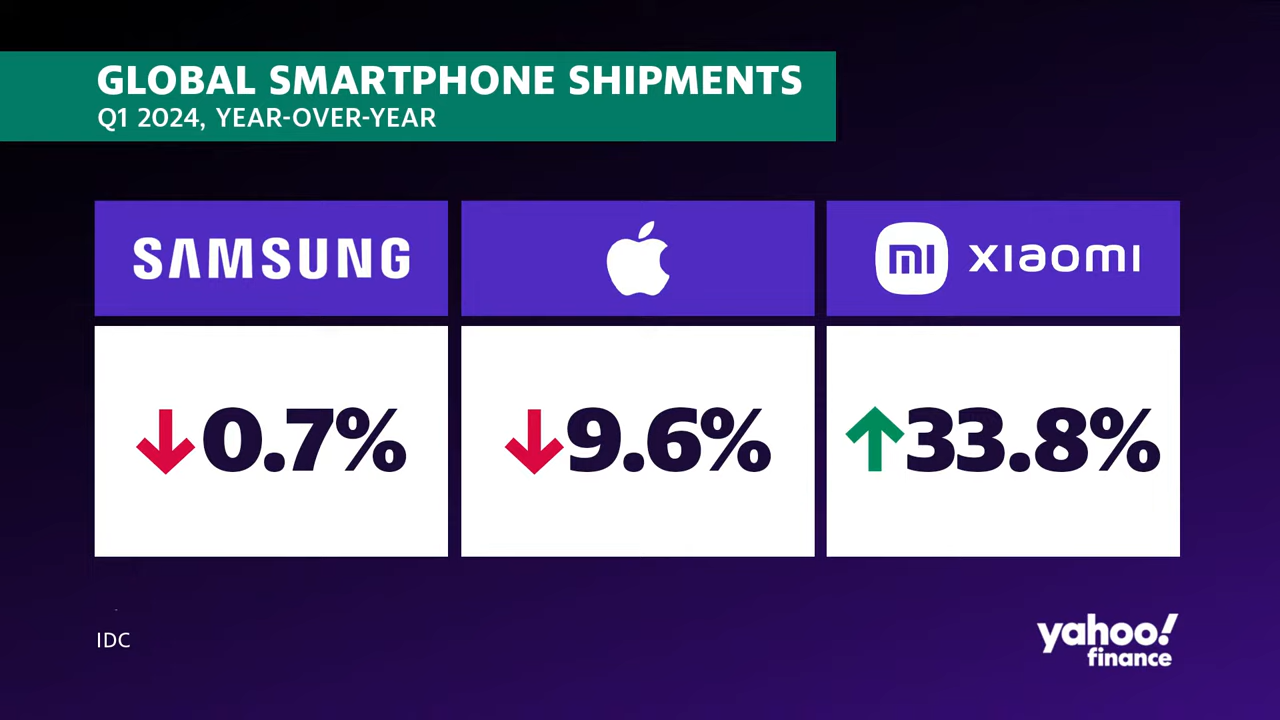 GLOBAL SMARTPHONE SHIPMENTS
Q1 2024, YEAR-OVER-YEAR
SAMSUNG
mi xiaomi
↓0.7%
↓9.6%
↑33.8%
IDC
yahoo!
finance